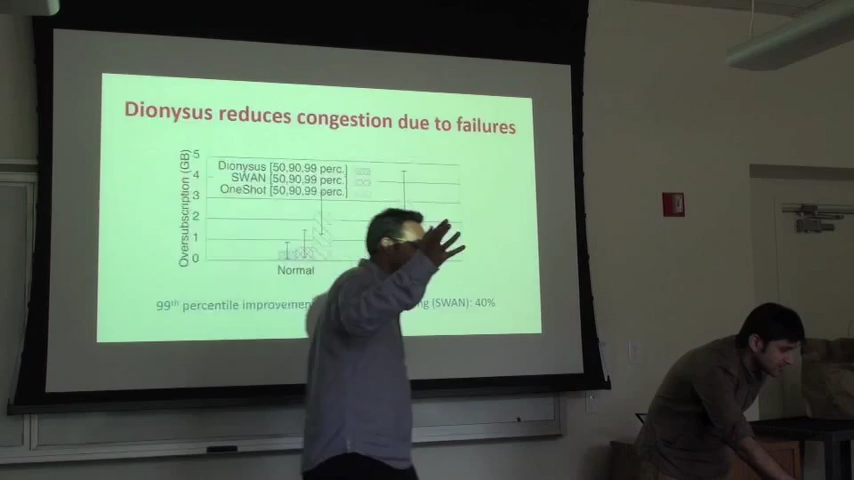 Dionysus reduces congestion due to failures
Dionysus [50,90,99 perc.]
SWAN [50,90,99 perc.]
OneShot [50,90,99 perc.]
Oversubscription (GB)
5
4
3
2
1
0
Normal
99th percentile improvement (SWAN): 40%